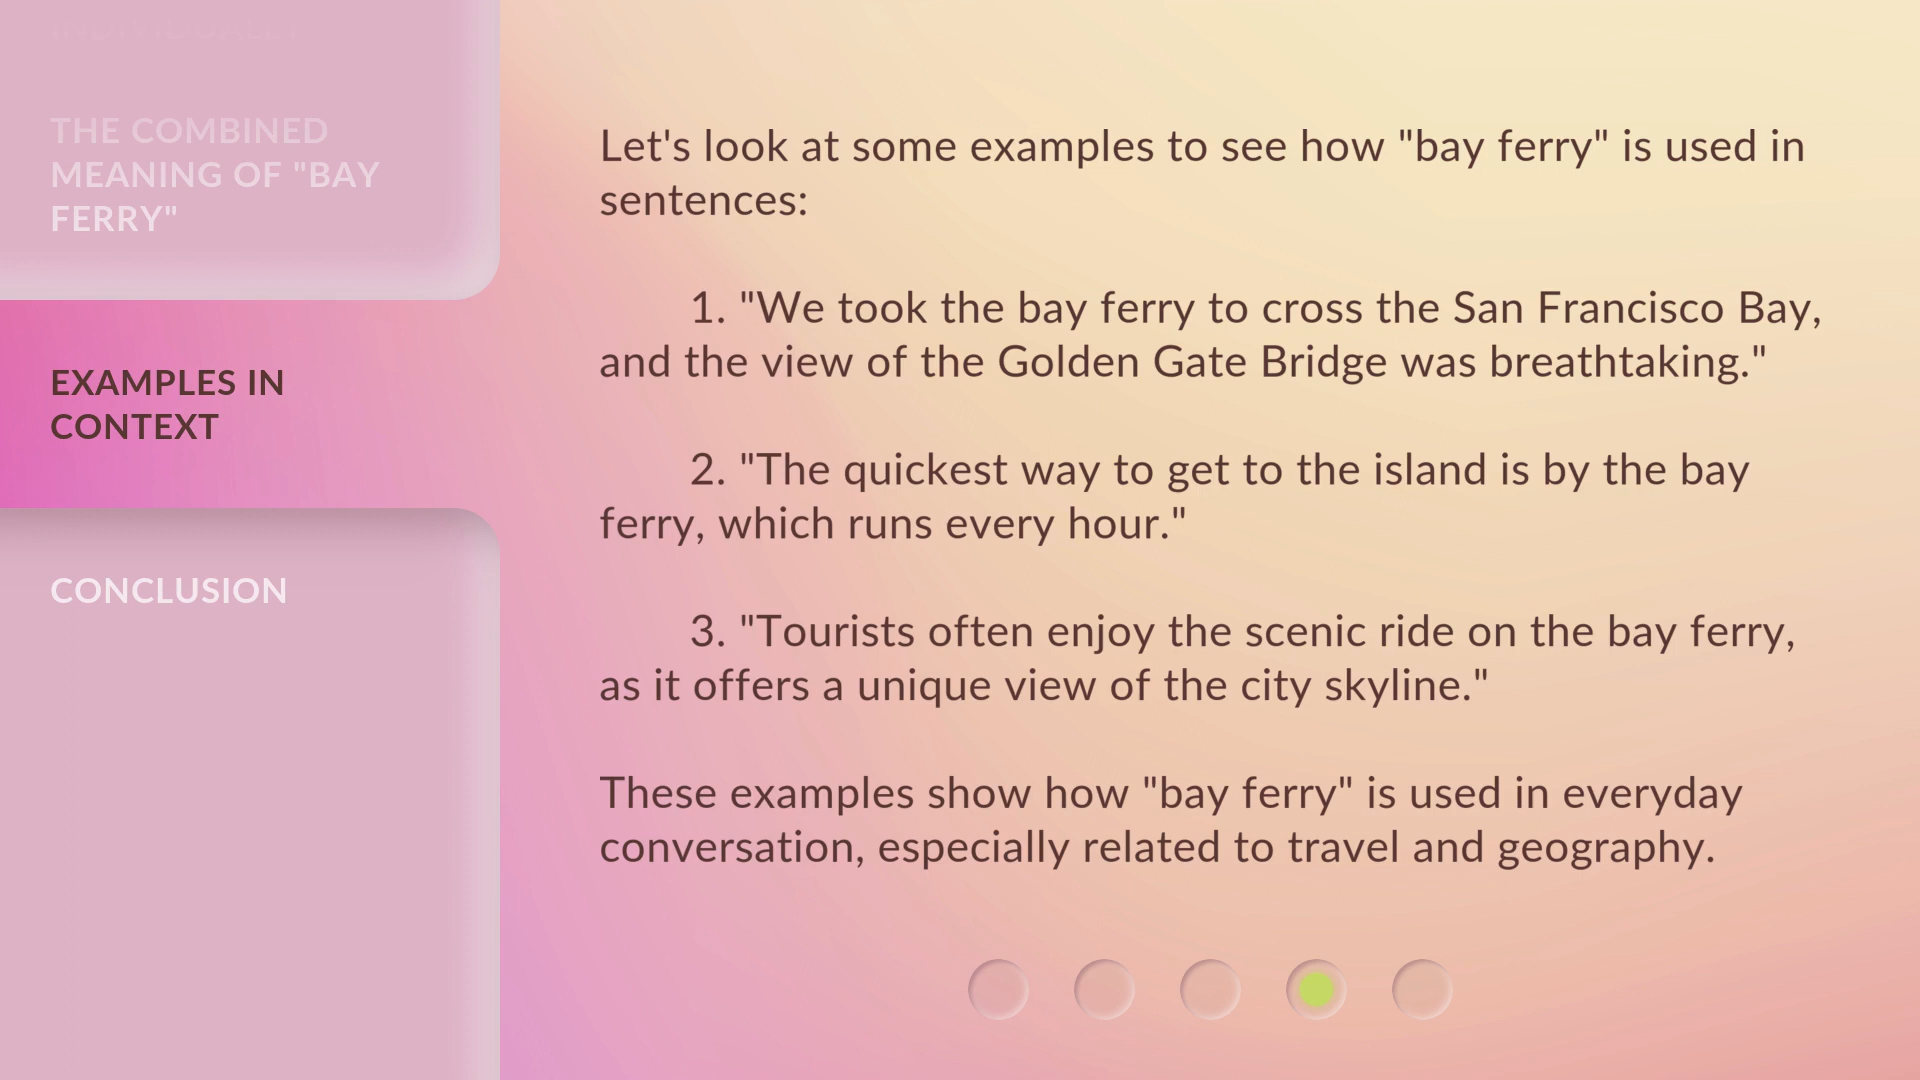 THE COMBINED
MEANING OF "BAY
FERRY"
EXAMPLES IN
CONTEXT
CONCLUSION
Let's look at some examples to see how "bay ferry" is used in
sentences:
1. "We took the bay ferry to cross the San Francisco Bay,
and the view of the Golden Gate Bridge was breathtaking."
2. "The quickest way to get to the island is by the bay
ferry, which runs every hour."
3. "Tourists often enjoy the scenic ride on the bay ferry,
as it offers a unique view of the city skyline."
These examples show how "bay ferry" is used in everyday
conversation, especially related to travel and geography.